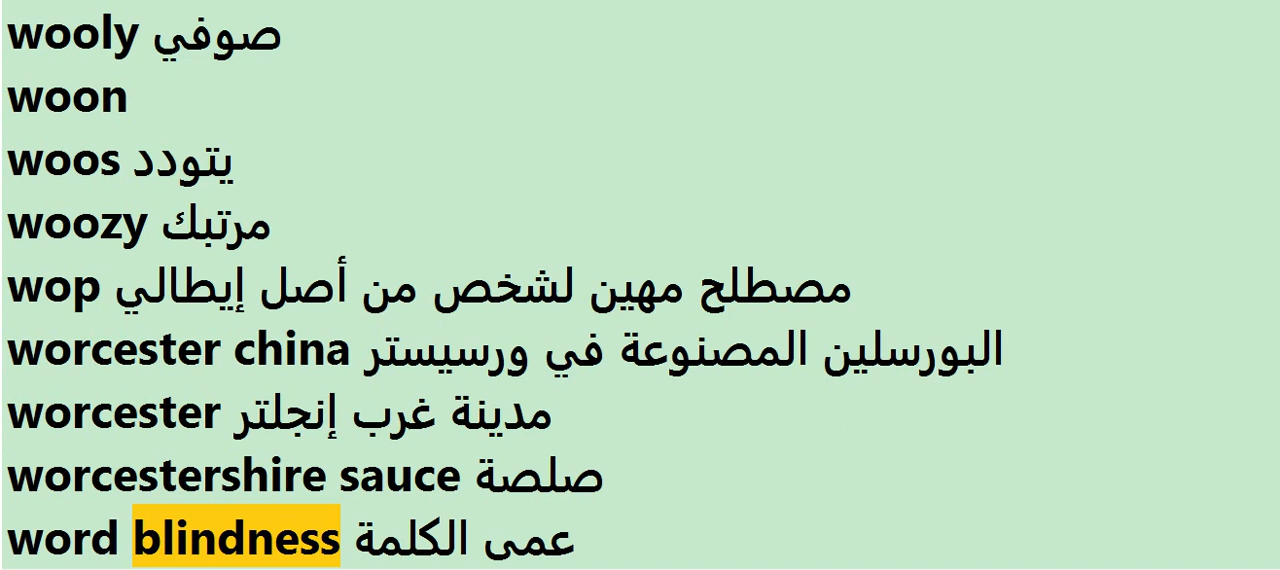 wooly صوفي
woon
woos يتودد
woozy مرتبك
wop مصطلح مهين لشخص من أصل إيطالي
worcester china البورسلين المصنوعة في ورسيستر
worcester مدينة غرب إنجلتر
worcestershire sauce صلصة
word blindness عمى الكلمة